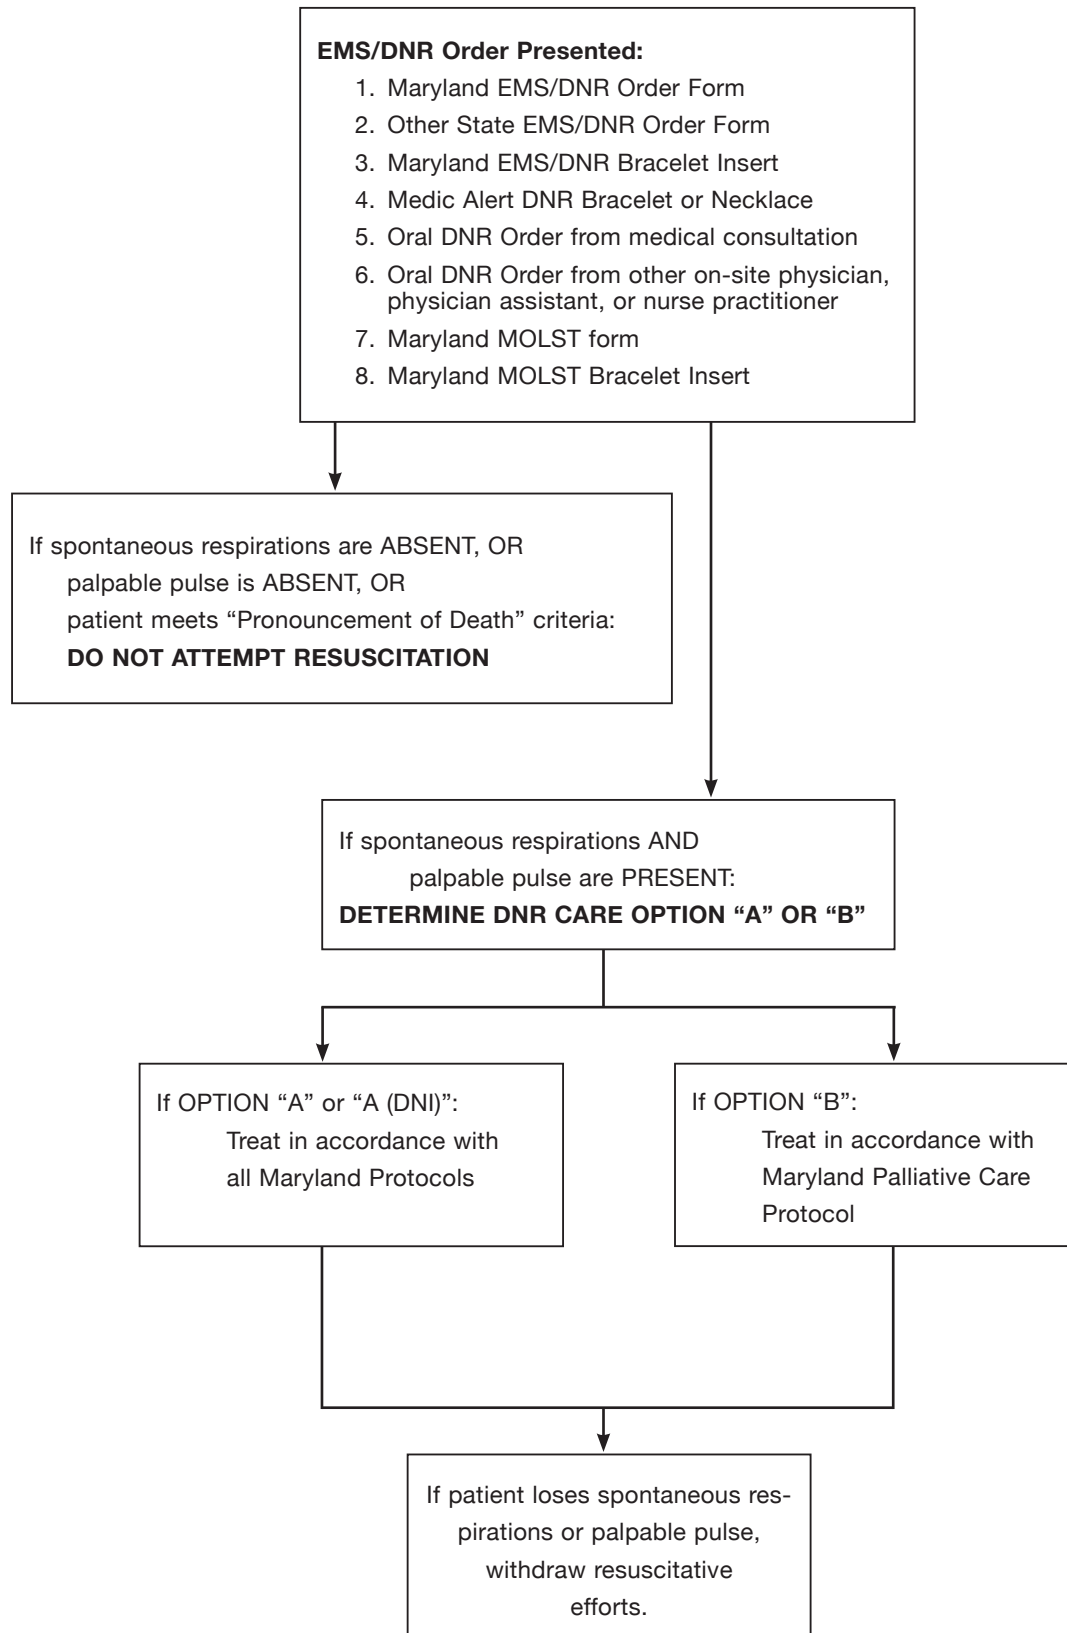 EMS/DNR Order Presented:
1. Maryland EMS/DNR Order Form
2. Other State EMS/DNR Order Form
3. Maryland EMS/DNR Bracelet Insert
4. Medic Alert DNR Bracelet or Necklace
5. Oral DNR Order from medical consultation
6. Oral DNR Order from other on-site physician,
physician assistant, or nurse practitioner
7. Maryland MOLST form
8. Maryland MOLST Bracelet Insert
If spontaneous respirations are ABSENT, OR
palpable pulse is ABSENT, OR
patient meets “Pronouncement of Death” criteria:
DO NOT ATTEMPT RESUSCITATION
If spontaneous respirations AND
palpable pulse are PRESENT:
DETERMINE DNR CARE OPTION “A” OR “B”
If OPTION “A” or “A (DNI)”:
Treat in accordance with
all Maryland Protocols
If OPTION “B”:
Treat in accordance with
Maryland Palliative Care
Protocol
If patient loses spontaneous res-
pirations or palpable pulse,
withdraw resuscitative
efforts.